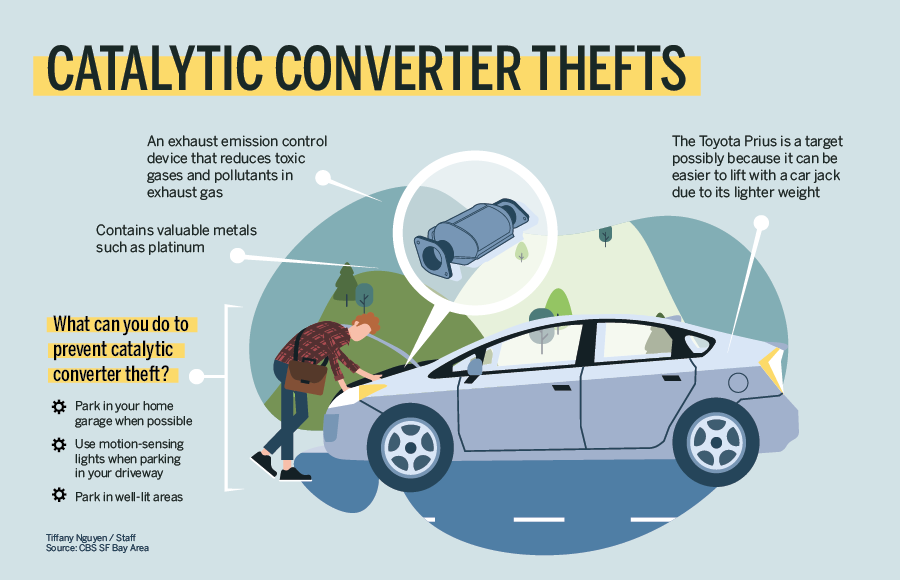 CATALYTIC CONVERTER THEFTS
An exhaust emission control
device that reduces toxic
gases and pollutants in
exhaust gas
Contains valuable metals
such as platinum
The Toyota Prius is a target
possibly because it can be
easier to lift with a car jack
due to its lighter weight
What can you do to
prevent catalytic
converter theft?
Park in your home
garage when possible
Use motion-sensing
lights when parking
in your driveway
Park in well-lit areas
Tiffany Nguyen / Staff
Source: CBS SF Bay Area